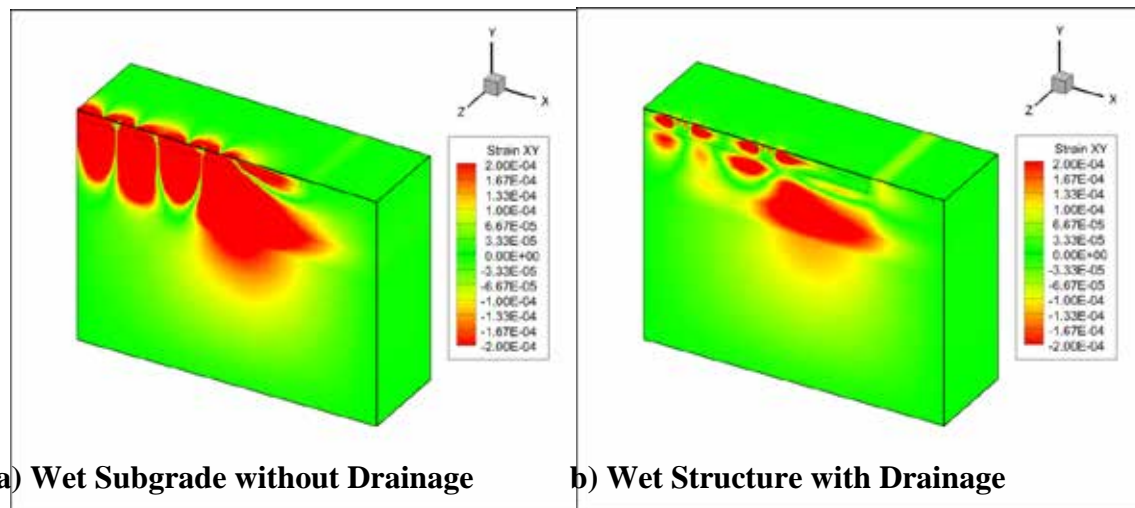 Y
X
Z
Strain XY
2.00E-04
1.67E-04
1.33E-04
1.00E-04
6.67E-05
3.33E-05
0.00E+00
-3.33E-05
-6.67E-05
-1.00E-04
-1.33E-04
-1.67E-04
-2.00E-04
a) Wet Subgrade without Drainage
Y
X
Z
Strain XY
2.00E-04
1.67E-04
1.33E-04
1.00E-04
6.67E-05
3.33E-05
0.00E+00
-3.33E-05
-6.67E-05
-1.00E-04
-1.33E-04
-1.67E-04
-2.00E-04
b) Wet Structure with Drainage